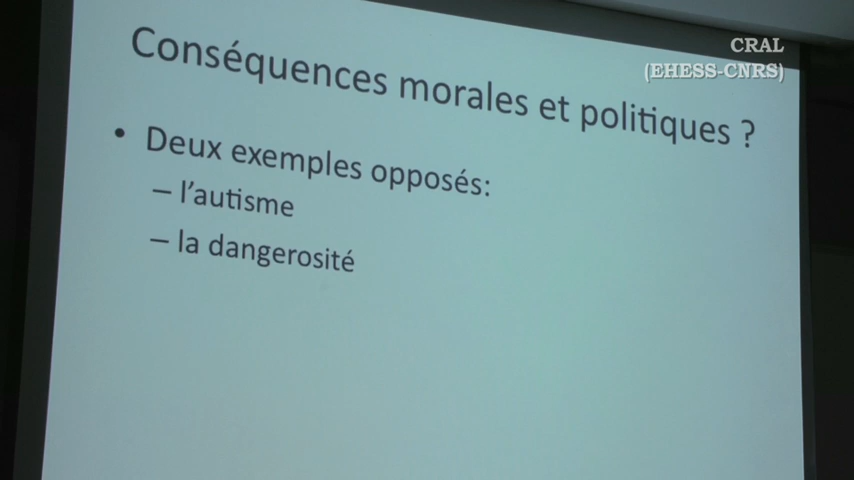 CRAL
(EHESS-CNRS)
Conséquences morales et politiques ?
• Deux exemples opposés:
– l'autisme
– la dangerosité